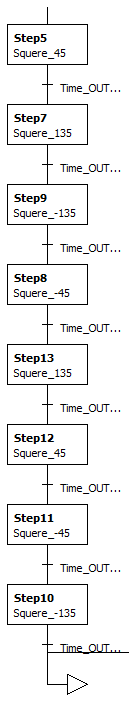 Step5
Squere_45
Time_OUT...
Step7
Squere_135
Time_OUT...
Step9
Squere_-135
Time_OUT...
Step8
Squere_-45
Time_OUT...
Step13
Squere_135
Time_OUT...
Step12
Squere_45
Time_OUT...
Step11
Squere_-45
Time_OUT...
Step10
Squere_-135
Time_OUT...